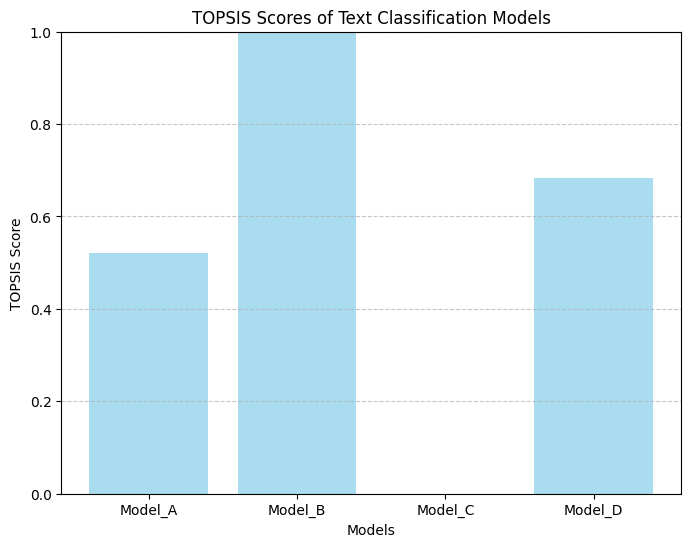 TOPSIS Scores of Text Classification Models
1.0
0.8
0.6
0.4
0.2
0.0
TOPSIS Score
Model_A Model_B Model_C Model_D
Models